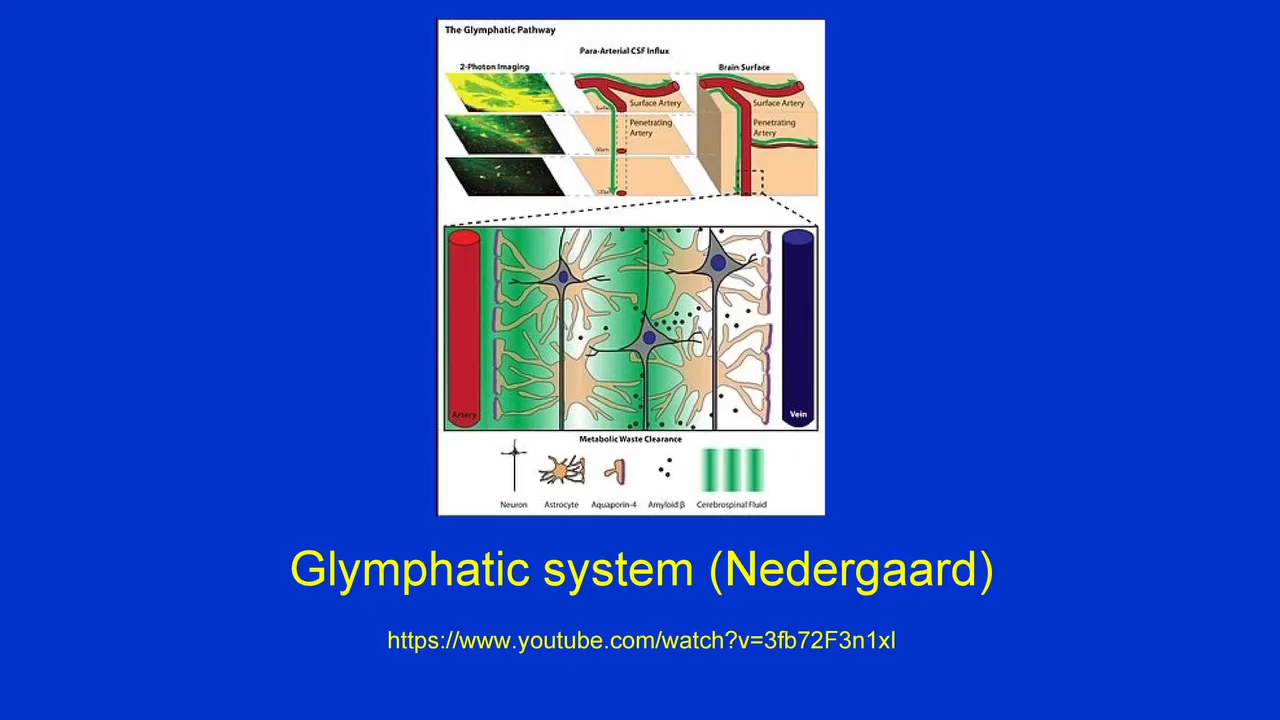 The Glymphatic Pathway
Para-Arterial CSF Influx
2-Photon Imaging
Brain Surface
Surface Artery
Surface Artery
Penetrating
Artery
Penetrating
Artery
Artery
Vein
Metabolic Waste Clearance
Neuron
Astrocyte
Aquaporin-4
Amyloid β
Cerebrospinal Fluid
Glymphatic system (Nedergaard)
https://www.youtube.com/watch?v=3fb72F3n1xI